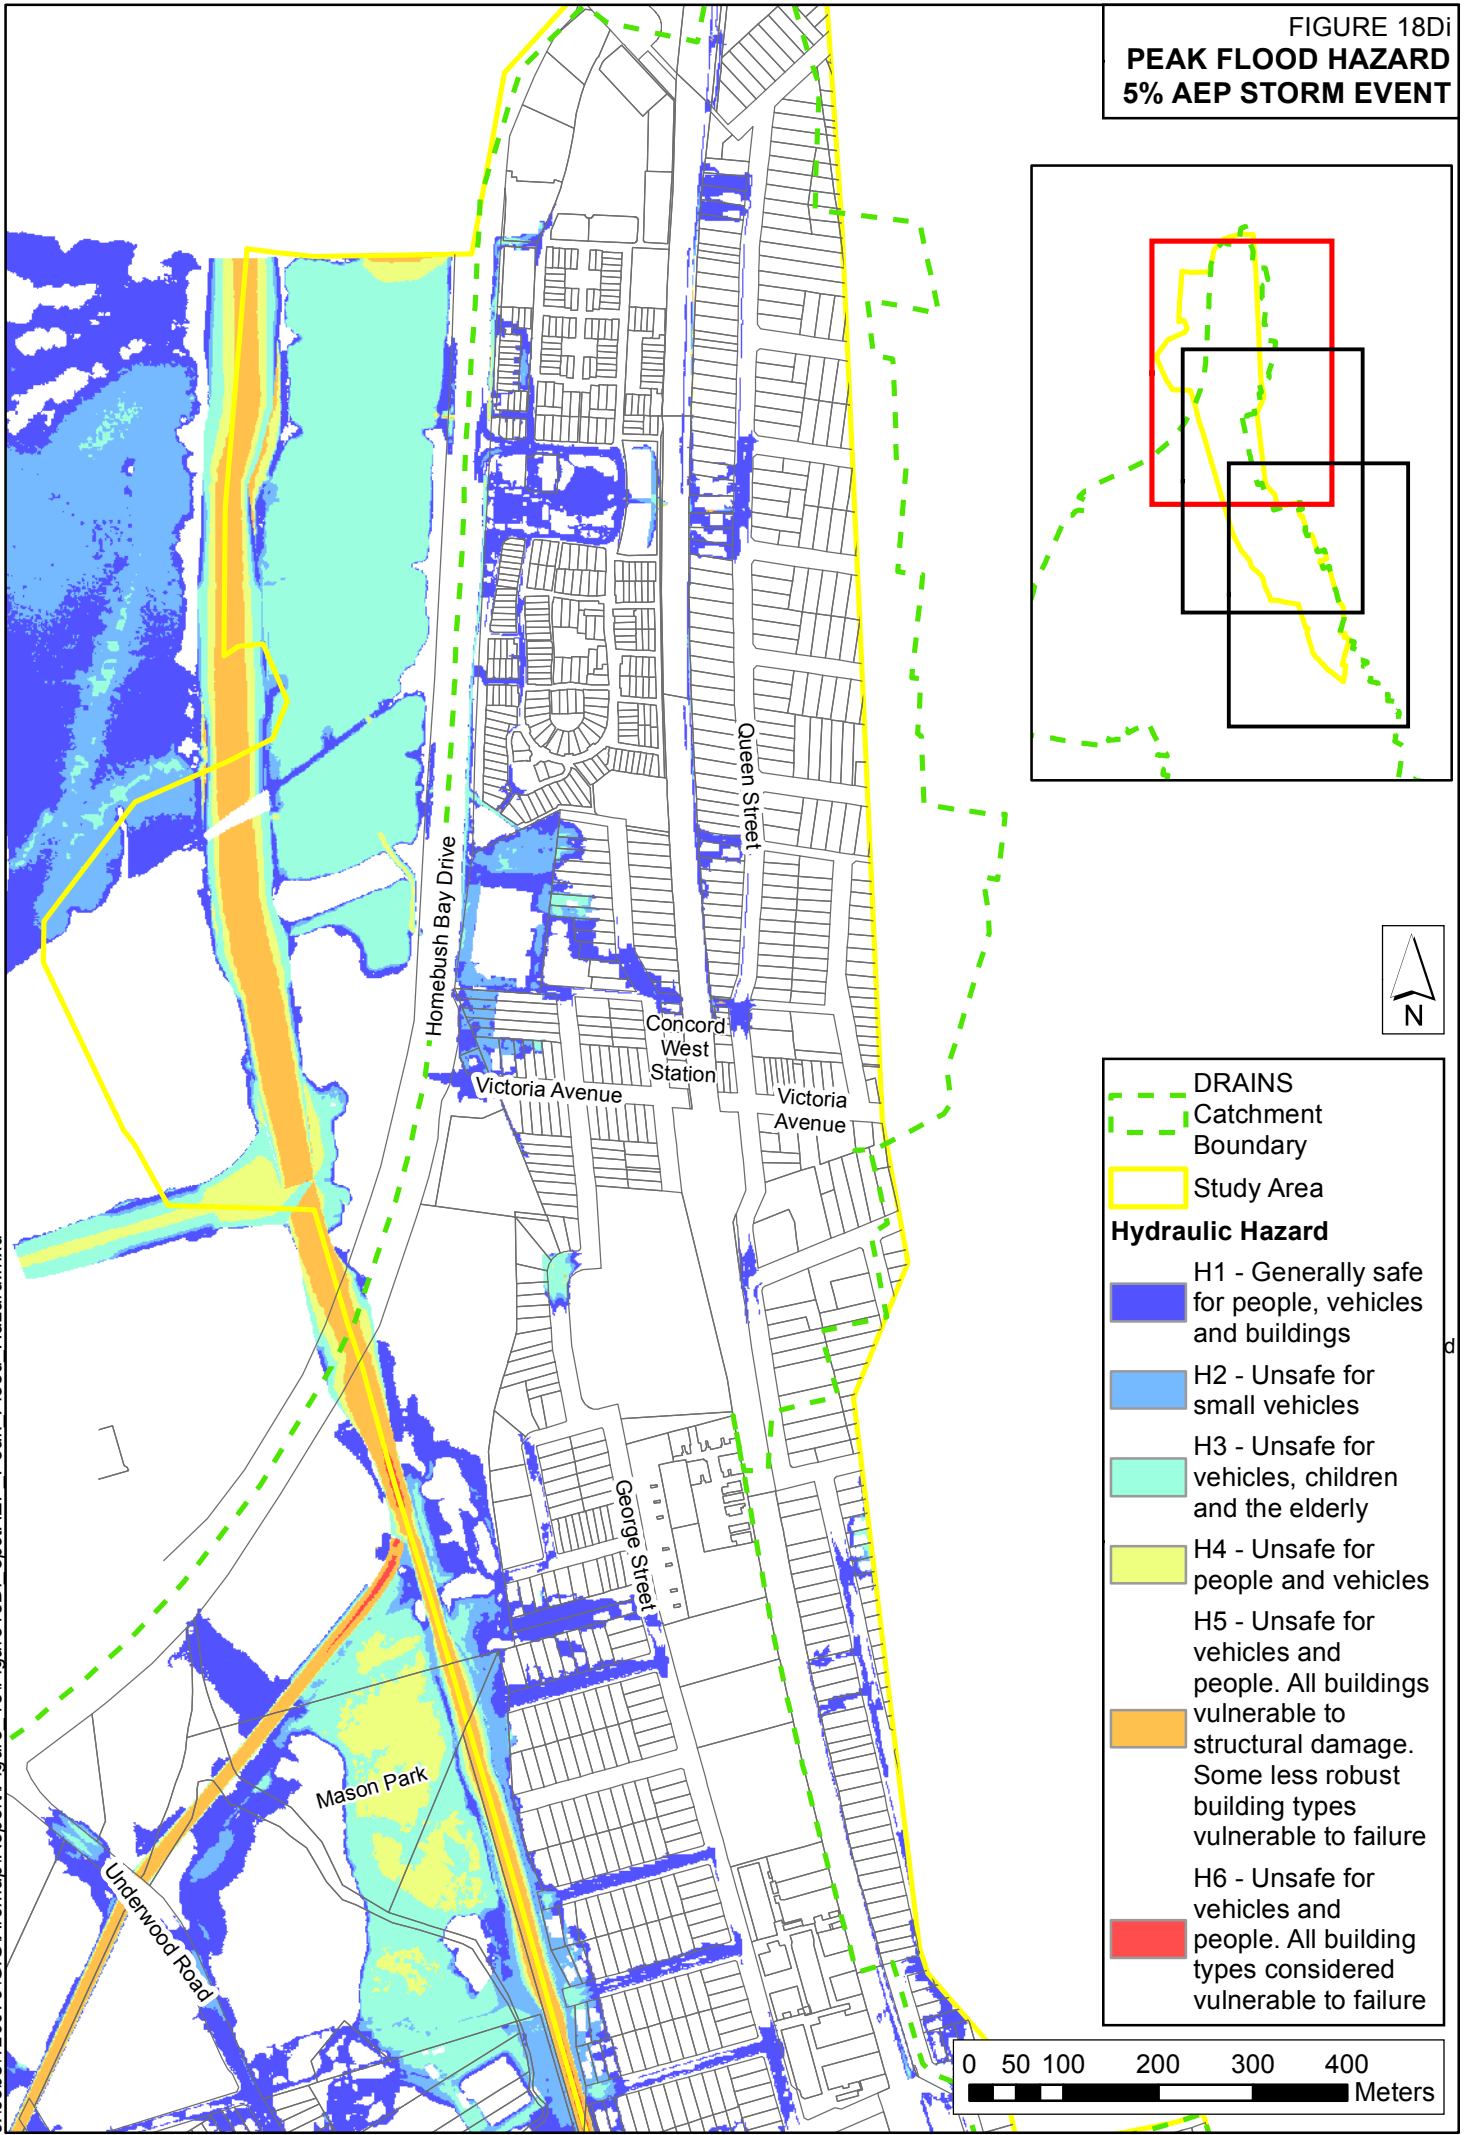 FIGURE 18Di
PEAK FLOOD HAZARD
5% AEP STORM EVENT
Homebush Bay Drive
Queen Street
Concord
West
Station
Victoria Avenue
Victoria
Avenue
George Street
Mason Park
Underwood Road
N
DRAINS
Catchment
Boundary
Study Area
Hydraulic Hazard
H1 - Generally safe
for people, vehicles
and buildings
d
H2 - Unsafe for
small vehicles
H3 - Unsafe for
vehicles, children
and the elderly
H4 - Unsafe for
people and vehicles
H5 - Unsafe for
vehicles and
people. All buildings
vulnerable to
structural damage.
Some less robust
building types
vulnerable to failure
H6 - Unsafe for
vehicles and
people. All building
types considered
vulnerable to failure
0 50 100 200 300 400
Meters